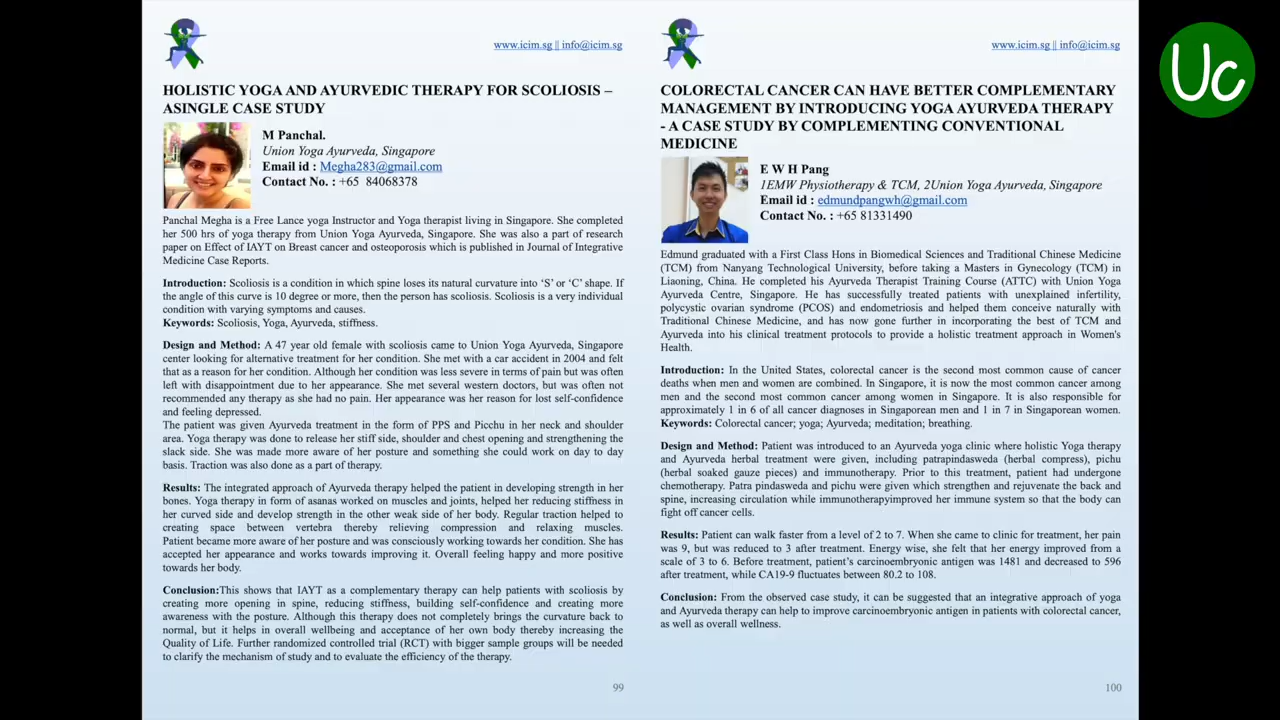 www.icim.sg || info@icim.sg
HOLISTIC YOGA AND AYURVEDIC THERAPY FOR SCOLIOSIS –
ASINGLE CASE STUDY
M Panchal.
Union Yoga Ayurveda, Singapore
Email id : Megha283@gmail.com
Contact No. : +65 84068378
Panchal Megha is a Free Lance yoga Instructor and Yoga therapist living in Singapore. She completed
her 500 hrs of yoga therapy from Union Yoga Ayurveda, Singapore. She was also a part of research
paper on Effect of IAYT on Breast cancer and osteoporosis which is published in Journal of Integrative
Medicine Case Reports.
Introduction: Scoliosis is a condition in which spine loses its natural curvature into ‘S’ or ‘C’ shape. If
the angle of this curve is 10 degree or more, then the person has scoliosis. Scoliosis is a very individual
condition with varying symptoms and causes.
Keywords: Scoliosis, Yoga, Ayurveda, stiffness.
Design and Method: A 47 year old female with scoliosis came to Union Yoga Ayurveda, Singapore
center looking for alternative treatment for her condition. She met with a car accident in 2004 and felt
that as a reason for her condition. Although her condition was less severe in terms of pain but was often
left with disappointment due to her appearance. She met several western doctors, but was often not
recommended any therapy as she had no pain. Her appearance was her reason for lost self-confidence
and feeling depressed.
The patient was given Ayurveda treatment in the form of PPS and Picchu in her neck and shoulder
area. Yoga therapy was done to release her stiff side, shoulder and chest opening and strengthening the
slack side. She was made more aware of her posture and something she could work on day to day
basis. Traction was also done as a part of therapy.
Results: The integrated approach of Ayurveda therapy helped the patient in developing strength in her
bones. Yoga therapy in form of asanas worked on muscles and joints, helped her reducing stiffness in
her curved side and develop strength in the other weak side of her body. Regular traction helped to
creating space between vertebra thereby relieving compression and relaxing muscles.
Patient became more aware of her posture and was consciously working towards her condition. She has
accepted her appearance and works towards improving it. Overall feeling happy and more positive
towards her body.
Conclusion:This shows that IAYT as a complementary therapy can help patients with scoliosis by
creating more opening in spine, reducing stiffness, building self-confidence and creating more
awareness with the posture. Although this therapy does not completely brings the curvature back to
normal, but it helps in overall wellbeing and acceptance of her own body thereby increasing the
Quality of Life. Further randomized controlled trial (RCT) with bigger sample groups will be needed
to clarify the mechanism of study and to evaluate the efficiency of the therapy.
99
www.icim.sg || info@icim.sg
COLORECTAL CANCER CAN HAVE BETTER COMPLEMENTARY
MANAGEMENT BY INTRODUCING YOGA AYURVEDA THERAPY
- A CASE STUDY BY COMPLEMENTING CONVENTIONAL
MEDICINE
E W H Pang
1EMW Physiotherapy & TCM, 2Union Yoga Ayurveda, Singapore
Email id : edmundpangwh@gmail.com
Contact No. : +65 81331490
Edmund graduated with a First Class Hons in Biomedical Sciences and Traditional Chinese Medicine
(TCM) from Nanyang Technological University, before taking a Masters in Gynecology (TCM) in
Liaoning, China. He completed his Ayurveda Therapist Training Course (ATTC) with Union Yoga
Ayurveda Centre, Singapore. He has successfully treated patients with unexplained infertility,
polycystic ovarian syndrome (PCOS) and endometriosis and helped them conceive naturally with
Traditional Chinese Medicine, and has now gone further in incorporating the best of TCM and
Ayurveda into his clinical treatment protocols to provide a holistic treatment approach in Women's
Health.
Introduction: In the United States, colorectal cancer is the second most common cause of cancer
deaths when men and women are combined. In Singapore, it is now the most common cancer among
men and the second most common cancer among women in Singapore. It is also responsible for
approximately 1 in 6 of all cancer diagnoses in Singaporean men and 1 in 7 in Singaporean women.
Keywords: Colorectal cancer; yoga; Ayurveda; meditation; breathing.
Design and Method: Patient was introduced to an Ayurveda yoga clinic where holistic Yoga therapy
and Ayurveda herbal treatment were given, including patrapindasweda (herbal compress), pichu
(herbal soaked gauze pieces) and immunotherapy. Prior to this treatment, patient had undergone
chemotherapy. Patra pindasweda and pichu were given which strengthen and rejuvenate the back and
spine, increasing circulation while immunotherapyimproved her immune system so that the body can
fight off cancer cells.
Results: Patient can walk faster from a level of 2 to 7. When she came to clinic for treatment, her pain
was 9, but was reduced to 3 after treatment. Energy wise, she felt that her energy improved from a
scale of 3 to 6. Before treatment, patient’s carcinoembryonic antigen was 1481 and decreased to 596
after treatment, while CA19-9 fluctuates between 80.2 to 108.
Conclusion: From the observed case study, it can be suggested that an integrative approach of yoga
and Ayurveda therapy can help to improve carcinoembryonic antigen in patients with colorectal cancer,
as well as overall wellness.
100
Uc